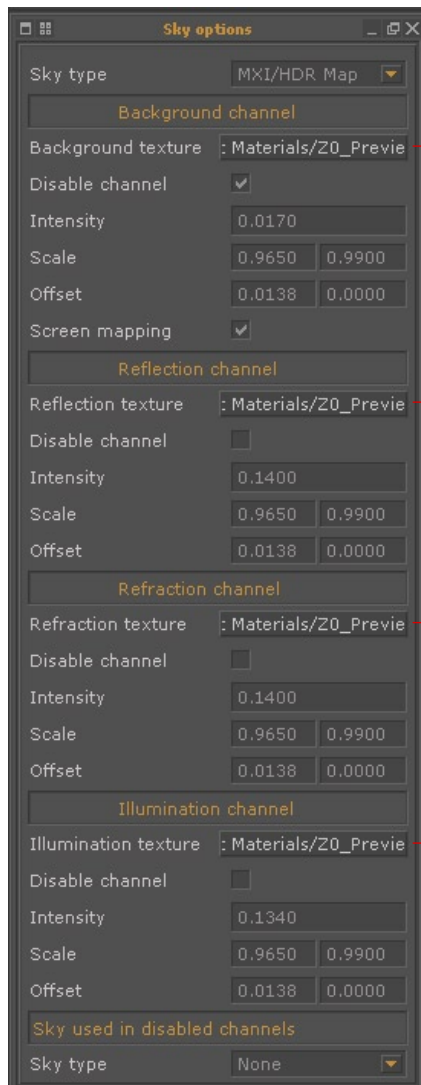 Sky options
Sky type MXI/HDR Map
Background channel
Background texture : Materials/Z0_Previe
Disable channel
Intensity 0.0170
Scale 0.9650 0.9900
Offset 0.0138 0.0000
Screen mapping
Reflection channel
Reflection texture : Materials/Z0_Previe
Disable channel
Intensity 0.1400
Scale 0.9650 0.9900
Offset 0.0138 0.0000
Refraction channel
Refraction texture : Materials/Z0_Previe
Disable channel
Intensity 0.1400
Scale 0.9650 0.9900
Offset 0.0138 0.0000
Illumination channel
Illumination texture : Materials/Z0_Previe
Disable channel
Intensity 0.1340
Scale 0.9650 0.9900
Offset 0.0138 0.0000
Sky used in disabled channels
Sky type None